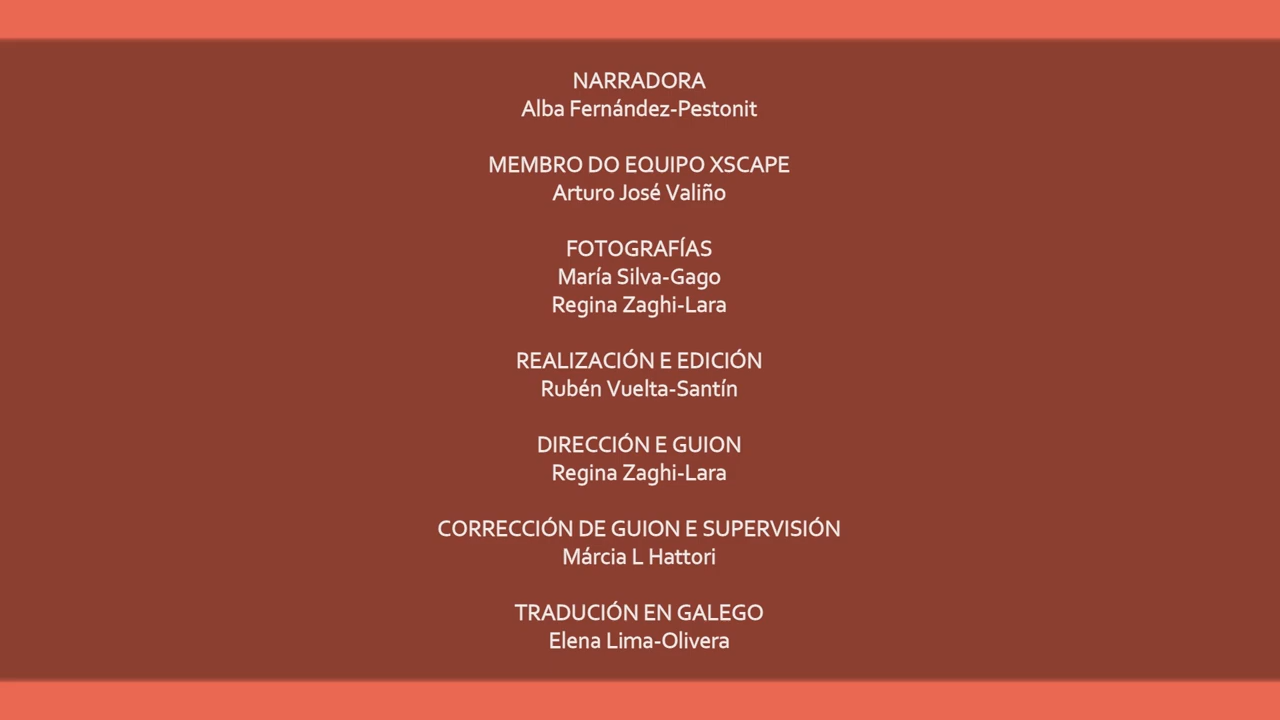 NARRADORA
Alba Fernández-Pestonit
MEMBRO DO EQUIPO XSCAPE
Arturo José Valiño
FOTOGRAFÍAS
María Silva-Gago
Regina Zaghi-Lara
REALIZACIÓN E EDICIÓN
Rubén Vuelta-Santín
DIRECCIÓN E GUION
Regina Zaghi-Lara
CORRECCIÓN DE GUION E SUPERVISIÓN
Márcia L Hattori
TRADUCIÓN EN GALEGO
Elena Lima-Olivera